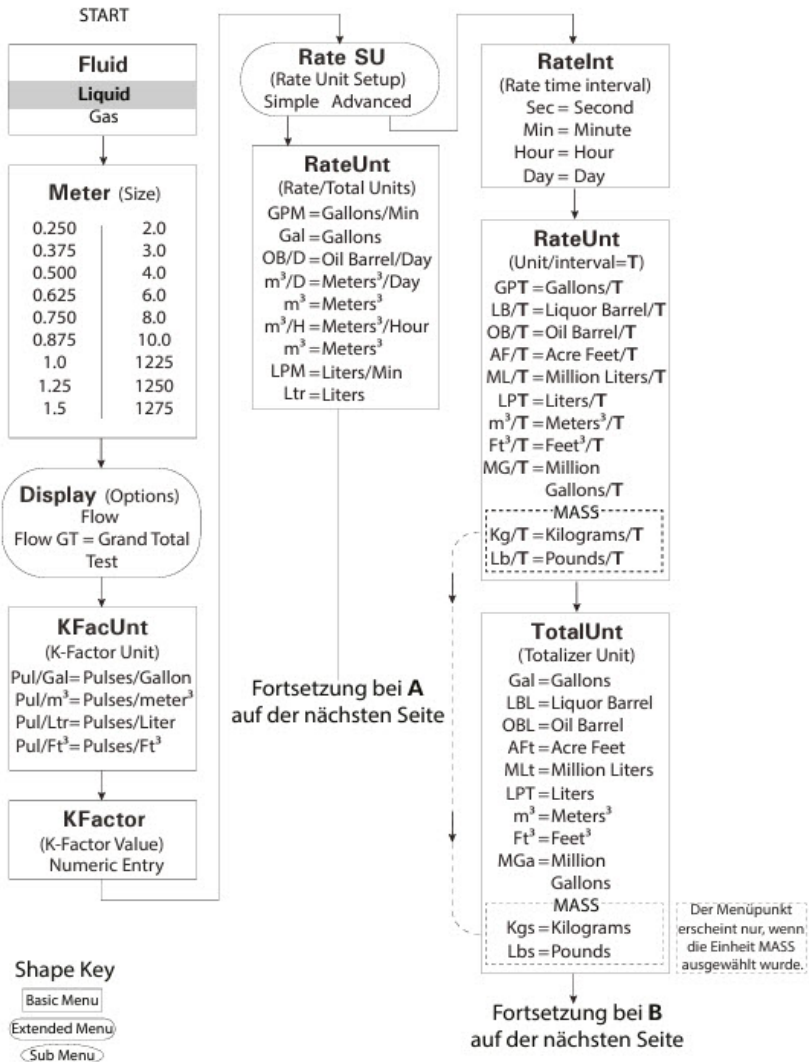 START
Fluid
Liquid
Gas
Meter (Size)
0.250 2.0
0.375 3.0
0.500 4.0
0.625 6.0
0.750 8.0
0.875 10.0
1.0 1225
1.25 1250
1.5 1275
Display (Options)
Flow
Flow GT = Grand Total
Test
KFacUnt
(K-Factor Unit)
Pul/Gal= Pulses/Gallon
Pul/m³= Pulses/meter³
Pul/Ltr= Pulses/Liter
Pul/Ft³= Pulses/Ft³
KFactor
(K-Factor Value)
Numeric Entry
Rate SU
(Rate Unit Setup)
Simple Advanced
RateUnt
(Rate/Total Units)
GPM = Gallons/Min
Gal = Gallons
OB/D = Oil Barrel/Day
m³/D = Meters³/Day
m³ = Meters³
m³/H = Meters³/Hour
m³ = Meters³
LPM = Liters/Min
Ltr = Liters
Fortsetzung bei A
auf der nächsten Seite
RateInt
(Rate time interval)
Sec = Second
Min = Minute
Hour = Hour
Day = Day
RateUnt
(Unit/interval=T)
GPT = Gallons/T
LB/T = Liquor Barrel/T
OB/T = Oil Barrel/T
AF/T = Acre Feet/T
ML/T = Million Liters/T
LPT = Liters/T
m³/T = Meters³/T
Ft³/T = Feet³/T
MG/T = Million
Gallons/T
MASS
Kg/T = Kilograms/T
Lb/T = Pounds/T
TotalUnt
(Totalizer Unit)
Gal = Gallons
LBL = Liquor Barrel
OBL = Oil Barrel
AFt = Acre Feet
MLt = Million Liters
LPT = Liters
m³ = Meters³
Ft³ = Feet³
MGa = Million
Gallons
MASS
Kgs = Kilograms
Lbs = Pounds
Der Menüpunkt
erscheint nur, wenn
die Einheit MASS
ausgewählt wurde.
Fortsetzung bei B
auf der nächsten Seite
Shape Key
Basic Menu
Extended Menu
Sub Menu